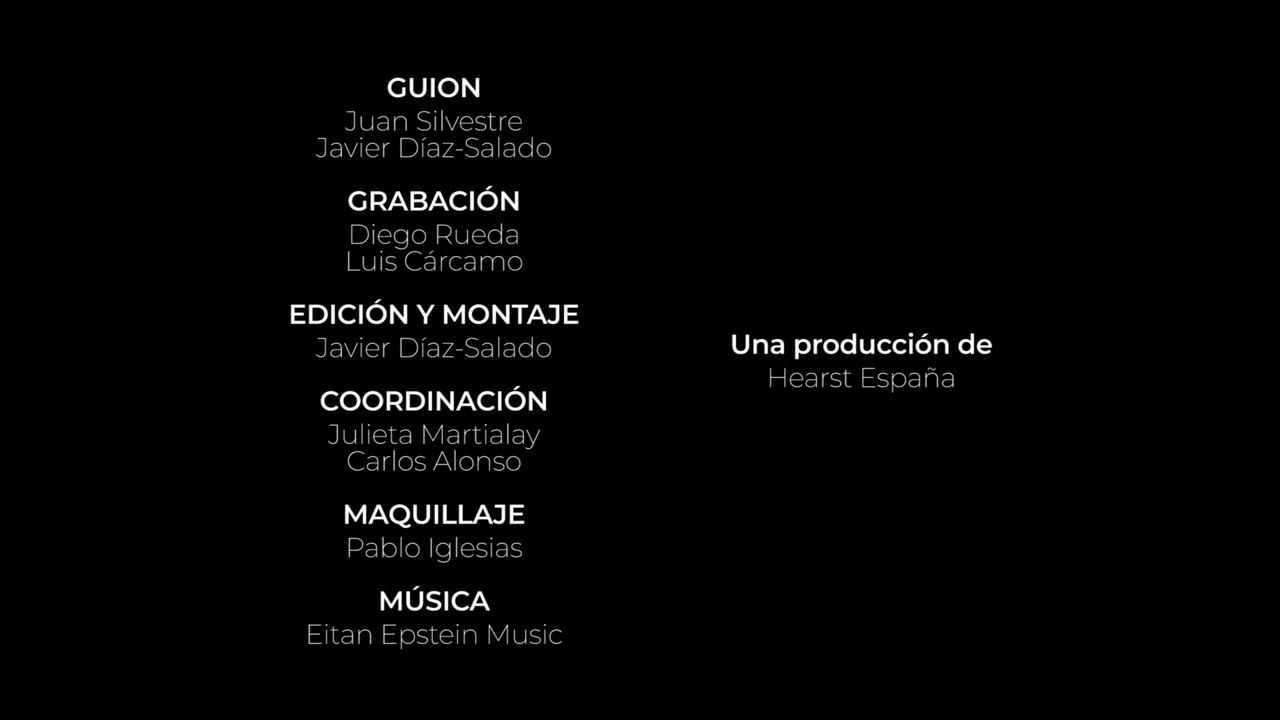 GUION
Juan Silvestre
Javier Díaz-Salado
GRABACIÓN
Diego Rueda
Luis Cárcamo
EDICIÓN Y MONTAJE
Javier Díaz-Salado
COORDINACIÓN
Julieta Martialay
Carlos Alonso
MAQUILLAJE
Pablo Iglesias
MÚSICA
Eitan Epstein Music
Una producción de
Hearst España